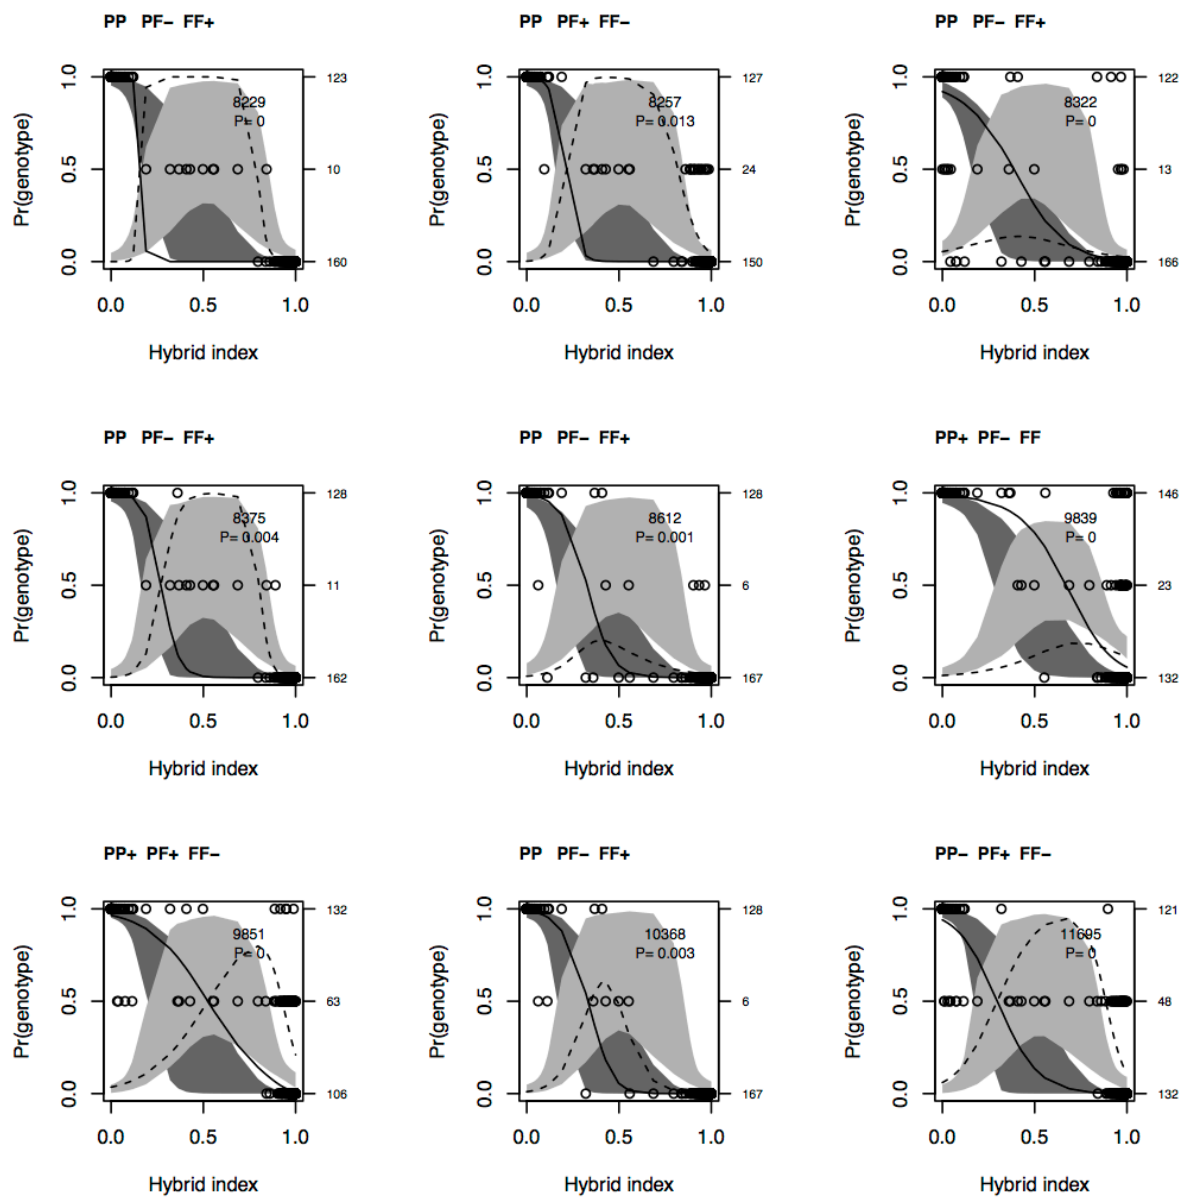 PP PF− FF+
Pr(genotype)
1.0
0.5
0.0
8229
P= 0
123
10
160
0.0 0.5 1.0
Hybrid index
PP PF+ FF−
Pr(genotype)
1.0
0.5
0.0
8257
P= 0.013
127
24
150
0.0 0.5 1.0
Hybrid index
PP PF− FF+
Pr(genotype)
1.0
0.5
0.0
8322
P= 0
122
13
166
0.0 0.5 1.0
Hybrid index
PP PF− FF+
Pr(genotype)
1.0
0.5
0.0
8375
P= 0.004
128
11
162
0.0 0.5 1.0
Hybrid index
PP PF− FF+
Pr(genotype)
1.0
0.5
0.0
8612
P= 0.001
128
6
167
0.0 0.5 1.0
Hybrid index
PP+ PF− FF
Pr(genotype)
1.0
0.5
0.0
9839
P= 0
146
23
132
0.0 0.5 1.0
Hybrid index
PP+ PF+ FF−
Pr(genotype)
1.0
0.5
0.0
9851
P= 0
132
63
106
0.0 0.5 1.0
Hybrid index
PP PF− FF+
Pr(genotype)
1.0
0.5
0.0
10368
P= 0.003
128
6
167
0.0 0.5 1.0
Hybrid index
PP− PF+ FF−
Pr(genotype)
1.0
0.5
0.0
11695
P= 0
121
48
132
0.0 0.5 1.0
Hybrid index